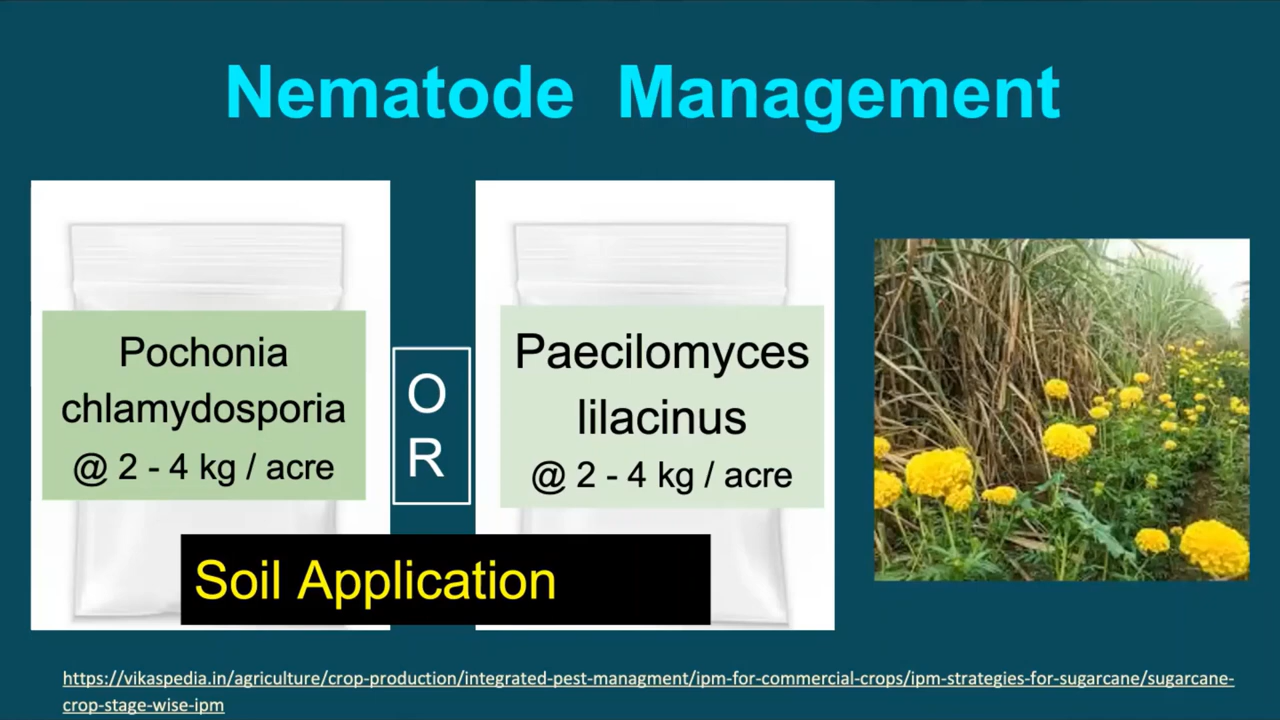 Nematode Management
Pochonia
chlamydosporia
@ 2 - 4 kg / acre
O
R
Paecilomyces
lilacinus
@ 2 - 4 kg / acre
Soil Application
https://vikaspedia.in/agriculture/crop-production/integrated-pest-managment/ipm-for-commercial-crops/ipm-strategies-for-sugarcane/sugarcane-
crop-stage-wise-ipm